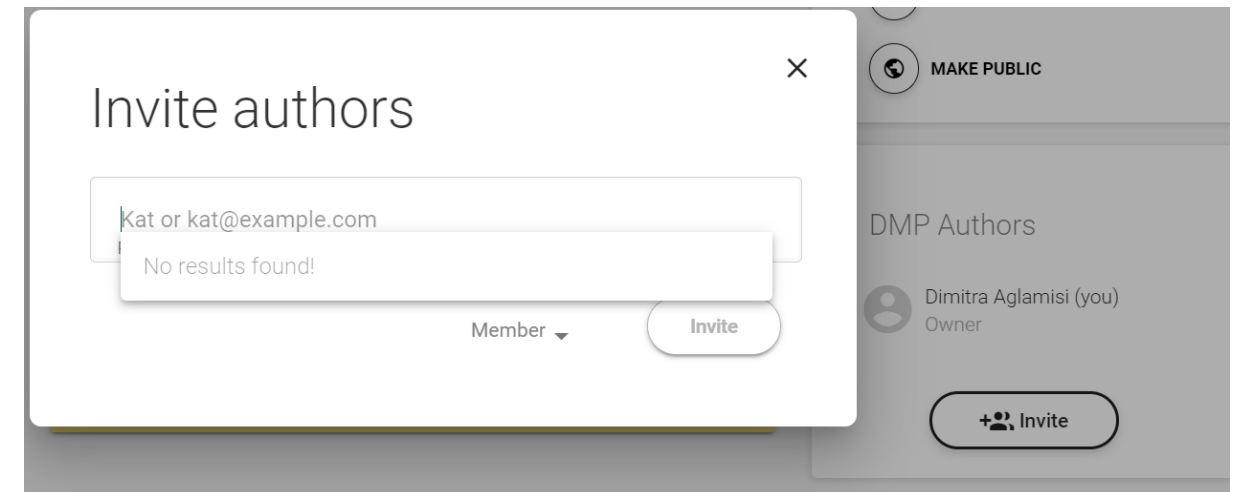 Invite authors
Kat or kat@example.com
No results found!
Member
Invite
MAKE PUBLIC
DMP Authors
Dimitra Aglamisi (you)
Owner
Invite